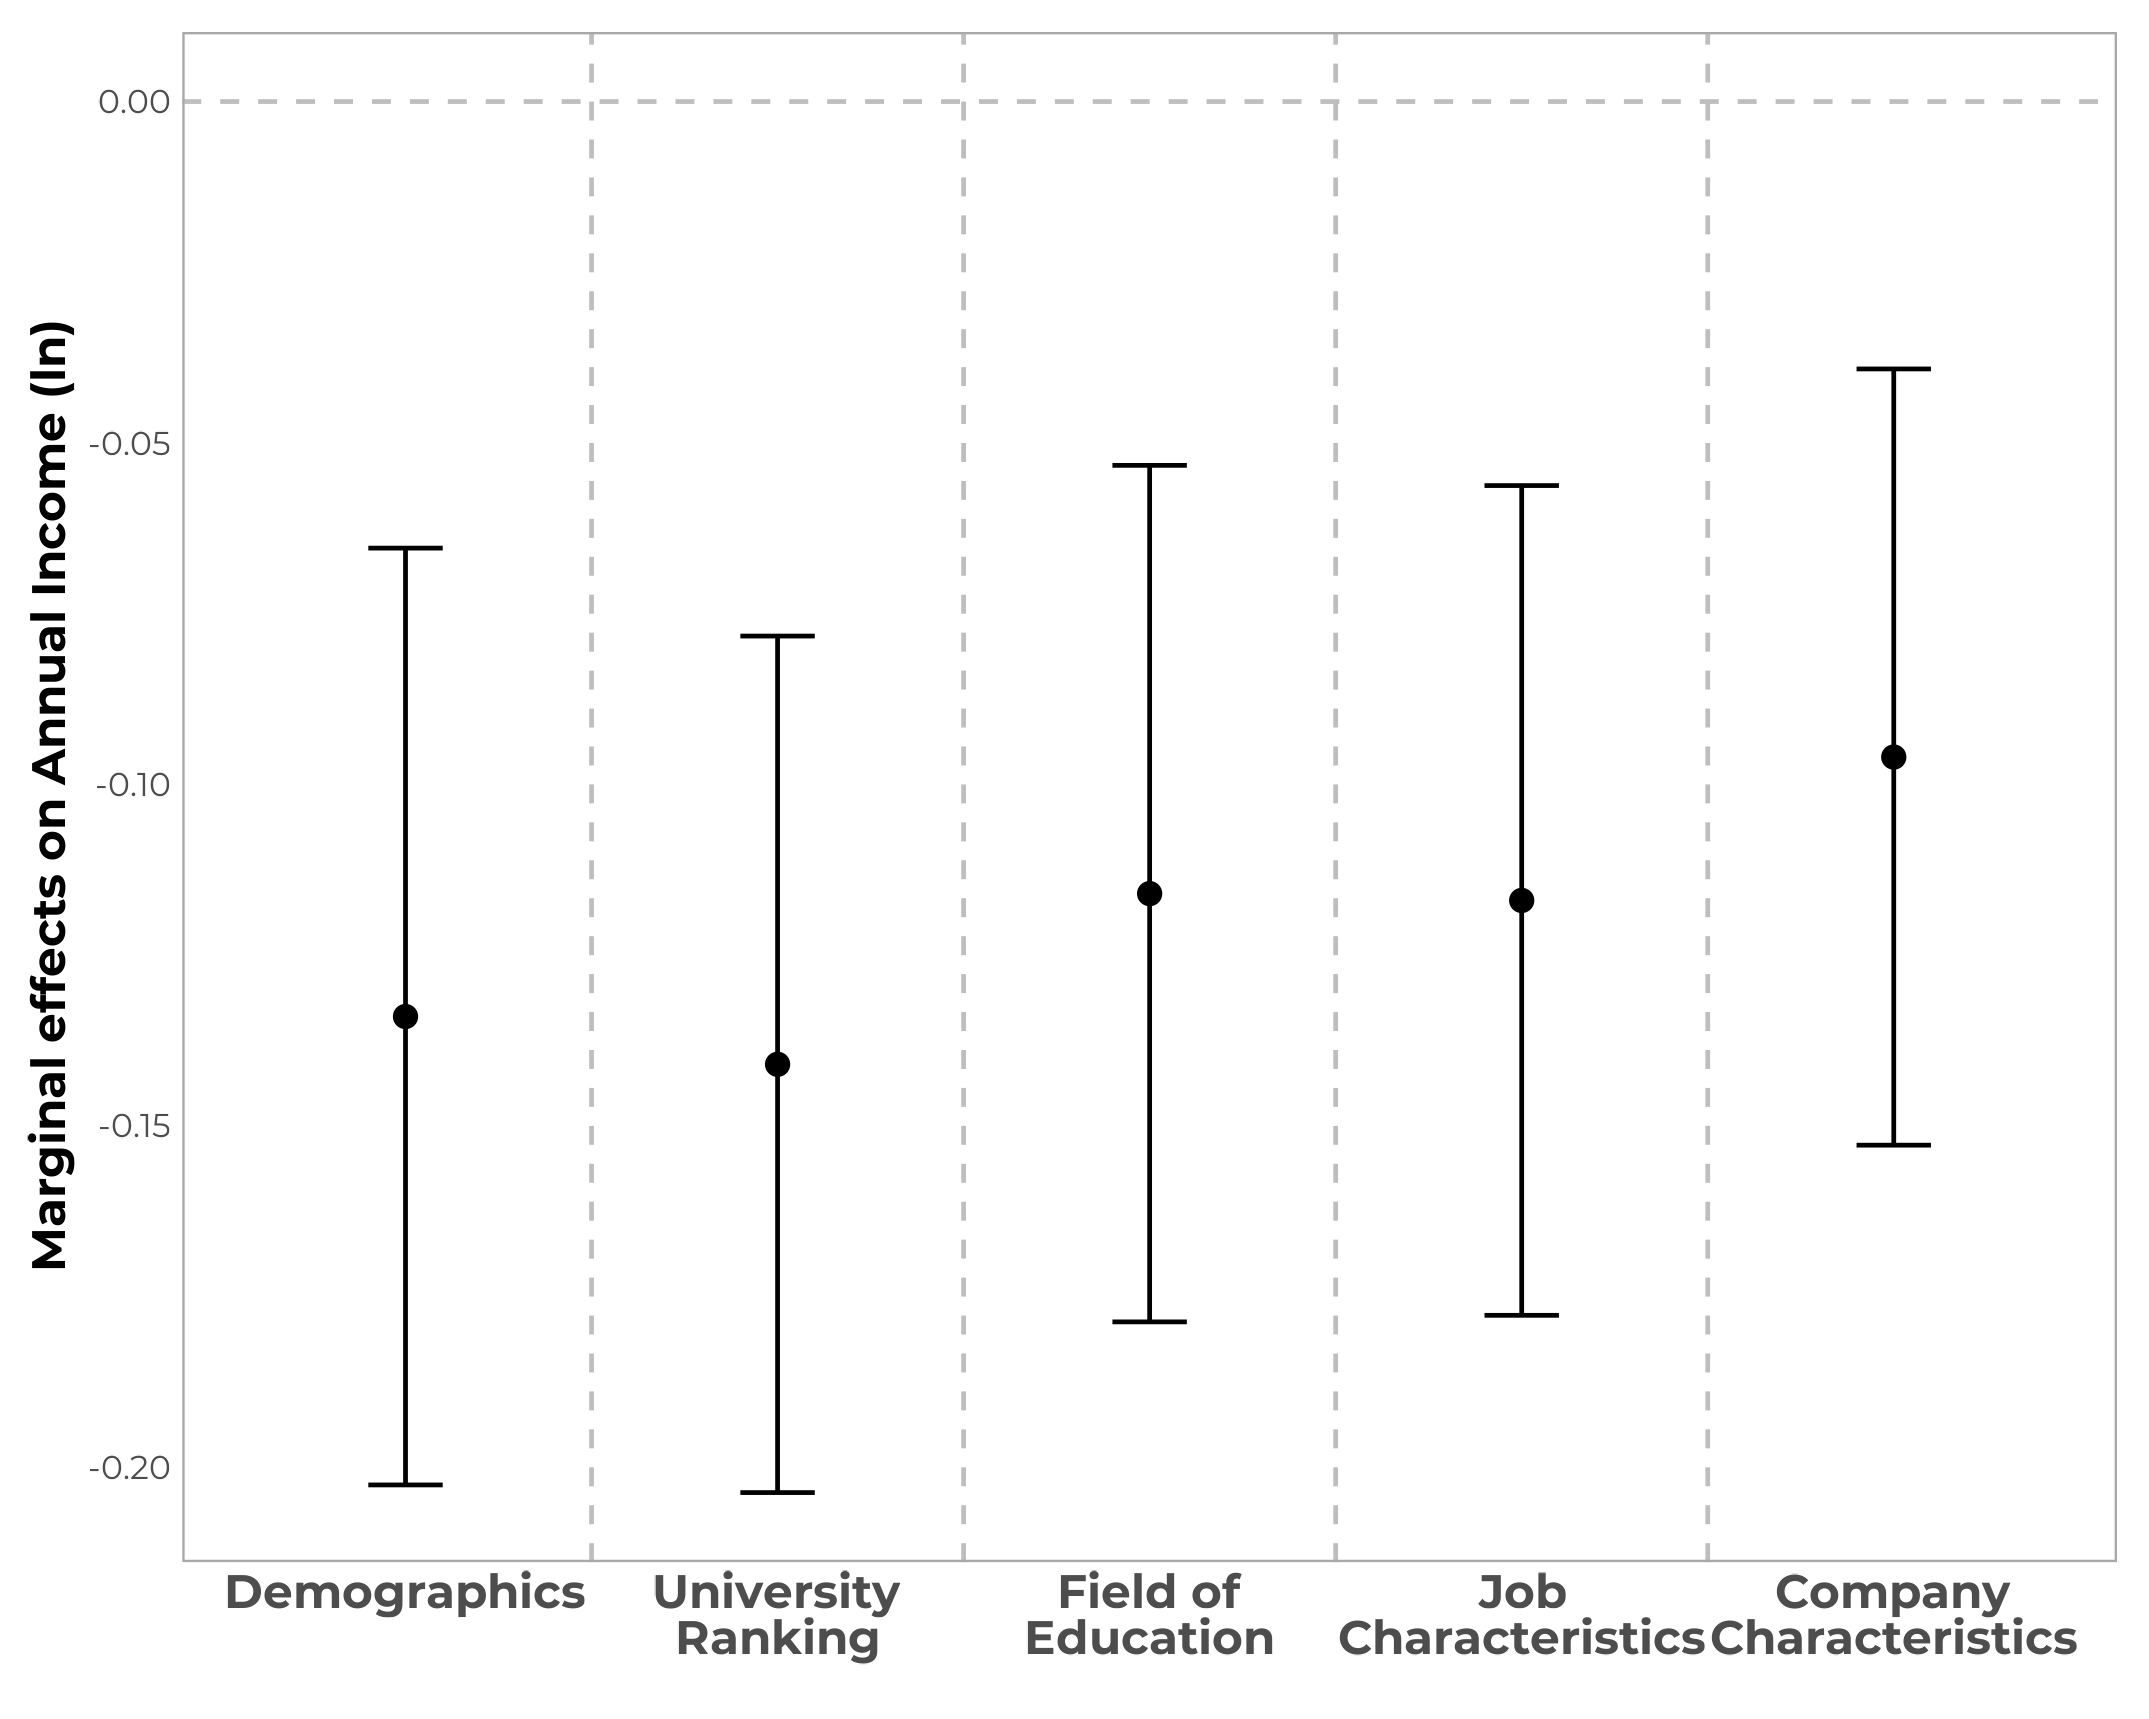 Marginal effects on Annual Income (ln)
0.00
-0.05
-0.10
-0.15
-0.20
Demographics
University
Ranking
Field of
Education
Job
Characteristics
Company
Characteristics